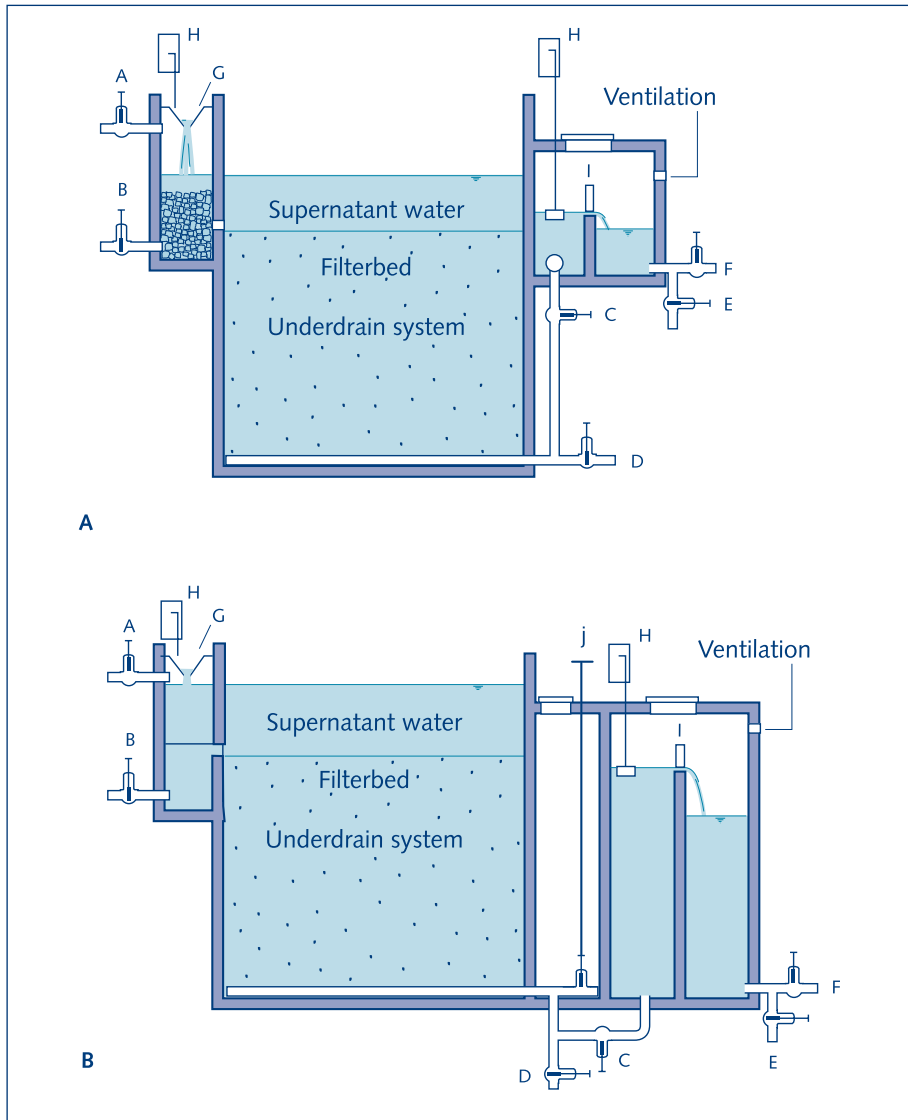 H
H
A
G
Ventilation
I
B
Supernatant water
Filterbed
F
Underdrain system
C
E
D
A
H
G
A
j
H
Ventilation
I
Supernatant water
B
Filterbed
Underdrain system
F
D
C
E
B